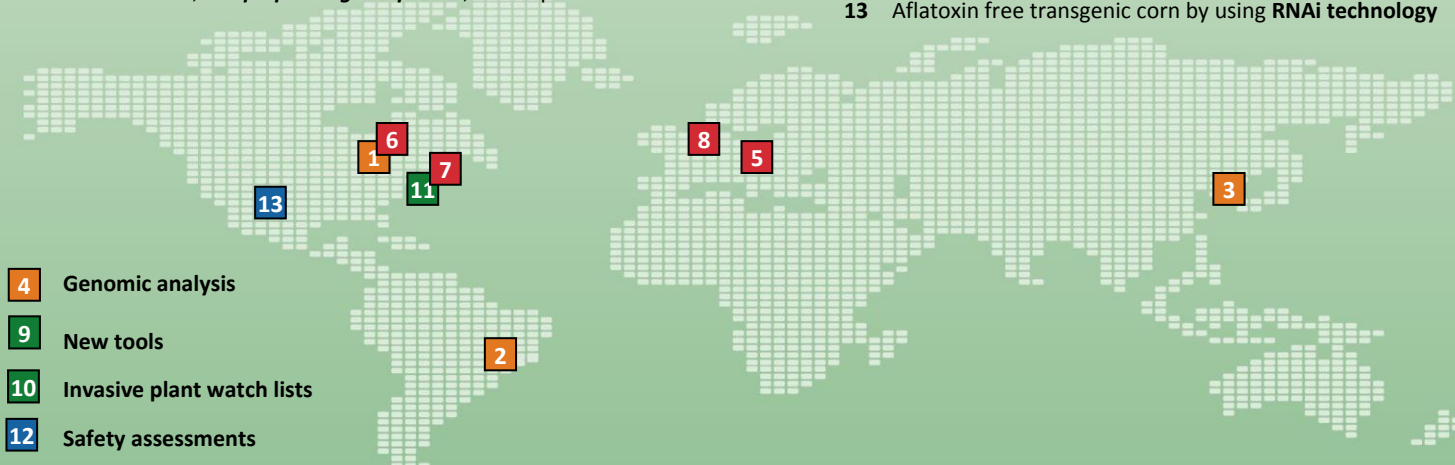 13 Aflatoxin free transgenic corn by using RNAi technology
6
8
1
7
5
11
3
13
4 Genomic analysis
9 New tools
2
10 Invasive plant watch lists
12 Safety assessments